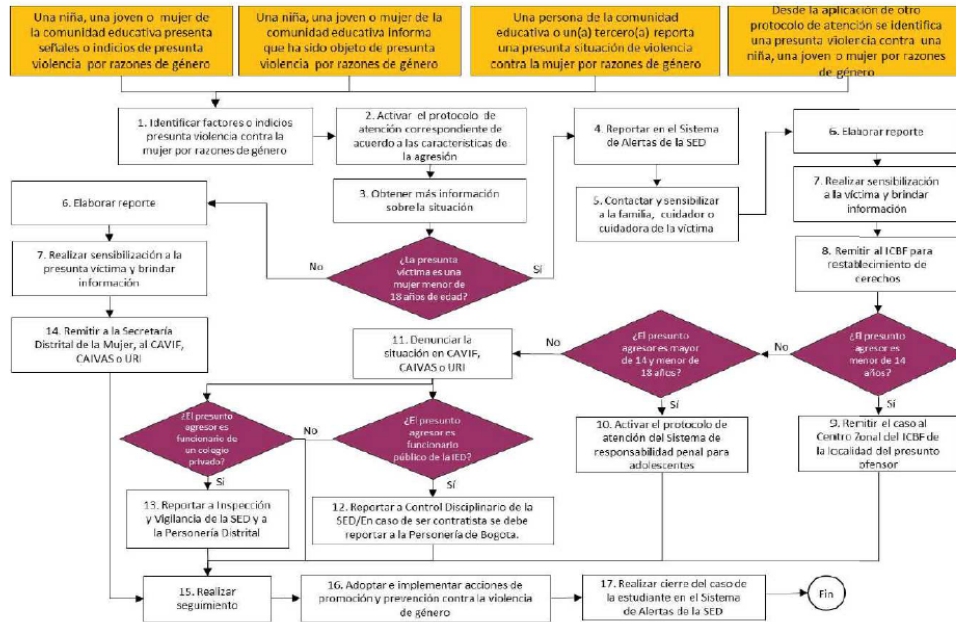 Una niña, una joven o mujer de
la comunidad educativa presenta
señales o indicios de presunta
violencia por razones de género
Una niña, una joven o mujer de la
comunidad educativa informa
que ha sido objeto de presunta
violencia por razones de género
Una persona de la comunidad
educativa o un(a) tercero(a) reporta
una presunta situación de violencia
contra la mujer por razones de género
Desde la aplicación de otro
protocolo de atención se identifica
una presunta violencia contra una
niña, una joven o mujer por razones
de género
1. Identificar factores o indicios
presunta violencia contra la
mujer por razones de género
2. Activar el protocolo de
atención correspondiente de
acuerdo a las características de
la agresión
3. Obtener más información
sobre la situación
¿La presunta
víctima es una
mujer menor de
18 años de edad?
No
Sí
4. Reportar en el Sistema
de Alertas de la SED
5. Contactar y sensibilizar
a la familia, cuidador o
cuidadora de la víctima
6. Elaborar reporte
7. Realizar sensibilización
a la víctima y brindar
información
8. Remitir al ICBF para
restablecimiento de
cerechos
6. Elaborar reporte
7. Realizar sensibilización a la
presunta víctima y brindar
información
14. Remitir a la Secretaría
Distrital de la Mujer, al CAVIF,
CAIVAS o URI
¿El presunto
agresor es
menor de 14
años?
No
Sí
9. Remitir el caso al
Centro Zonal del ICBF de
la localidad del presunto
ofensor
¿El presunto
agresor es mayor
de 14 y menor de
18 años?
No
Sí
10. Activar el protocolo de
atención del Sistema de
responsabilidad penal para
adolescentes
11. Denunciar la
situación en CAVIF,
CAIVAS o URI
¿El presunto
agresor es
funcionario
público de la IED?
No
Sí
12. Reportar a Control Disciplinario de la
SED/En caso de ser contratista se debe
reportar a la Personería de Bogota.
¿El presunto
agresor es
funcionario de
un colegio
privado?
Sí
13. Reportar a Inspección
y Vigilancia de la SED y a
la Personería Distrital
15. Realizar
seguimiento
16. Adoptar e implementar acciones de
promoción y prevención contra la violencia
de género
17. Realizar cierre del caso de
la estudiante en el Sistema
de Alertas de la SED
Fin